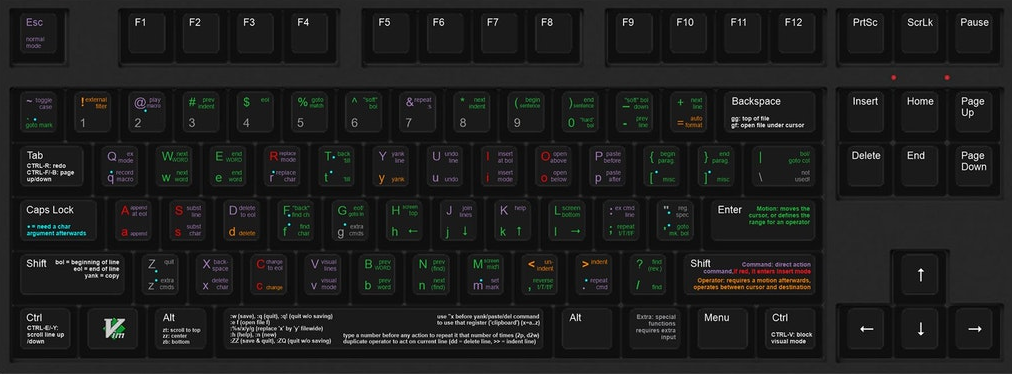 Esc
normal
mode
F1 F2 F3 F4 F5 F6 F7 F8 F9 F10 F11 F12
PrtSc ScrLk Pause
~ toggle
case
` goto mark
! external
filter
1
@ play
macro
2
# prev
indent
3
$ eol
4
% goto
match
5
^ "soft"
bol
6
& repeat
:s
7
* next
indent
8
( begin
sentence
9
) end
sentence
0 "hard"
bol
_ "soft" bol
down
- prev
line
+ next
line
= auto
format
Backspace
gg: top of file
gf: open file under cursor
Insert Home Page
Up
Tab
CTRL-R: redo
CTRL-F/-B: page
up/down
Q ex
mode
q record
macro
W next
WORD
w next
word
E end
WORD
e end
word
R replace
mode
r replace
char
T back
till
t till
Y yank
line
y yank
U undo
line
u undo
I insert
at bol
i insert
mode
O open
above
o open
below
P paste
before
p paste
after
{ begin
parag.
[ misc
} end
parag.
] misc
| bol/
goto col
\ not
used!
Delete End Page
Down
Caps Lock
• = need a char
argument afterwards
A append
at eol
a append
S subst
line
s subst
char
D delete
to eol
d delete
F "back"
find ch
f find
char
G eof/
goto ln
g extra
cmds
H screen
top
h ←
J join
lines
j ↓
K help
k ↑
L screen
bottom
l →
: ex cmd
line
; repeat
t/T/f/F
" reg
spec
' goto
mk. bol
Enter
Motion: moves the
cursor, or defines the
range for an operator
Shift
bol = beginning of line
eol = end of line
yank = copy
Z quit
z extra
cmds
X back-
space
x delete
char
C change
to eol
c change
V visual
lines
v visual
mode
B prev
WORD
b prev
word
N prev
(find)
n next
(find)
M screen
mid'l
m set
mark
< un-
indent
, reverse
t/T/f/F
> indent
. repeat
cmd
? find
(rev.)
/ find
Shift
Command: direct action
command, if red, it enters insert mode
Operator: requires a motion afterwards,
operates between cursor and destination
↑
Ctrl
CTRL-E/-Y:
scroll line up
/down
Vim
Alt
zt: scroll to top
zz: center
zb: bottom
:w (save), :q (quit), :q! (quit w/o saving)
:e f (open file f)
:%s/x/y/g (replace 'x' by 'y' filewide)
:h (help), :n (new)
:ZZ (save & quit), :ZQ (quit w/o saving)
use "x before yank/paste/del command
to use that register ('clipboard') (x=a..z)
type a number before any action to repeat it that number of times (2p, d2w)
duplicate operator to act on current line (dd = delete line, >> = indent line)
Alt
Extra: special
functions
requires extra
input
Menu
Ctrl
CTRL-V: block
visual mode
← ↓ →